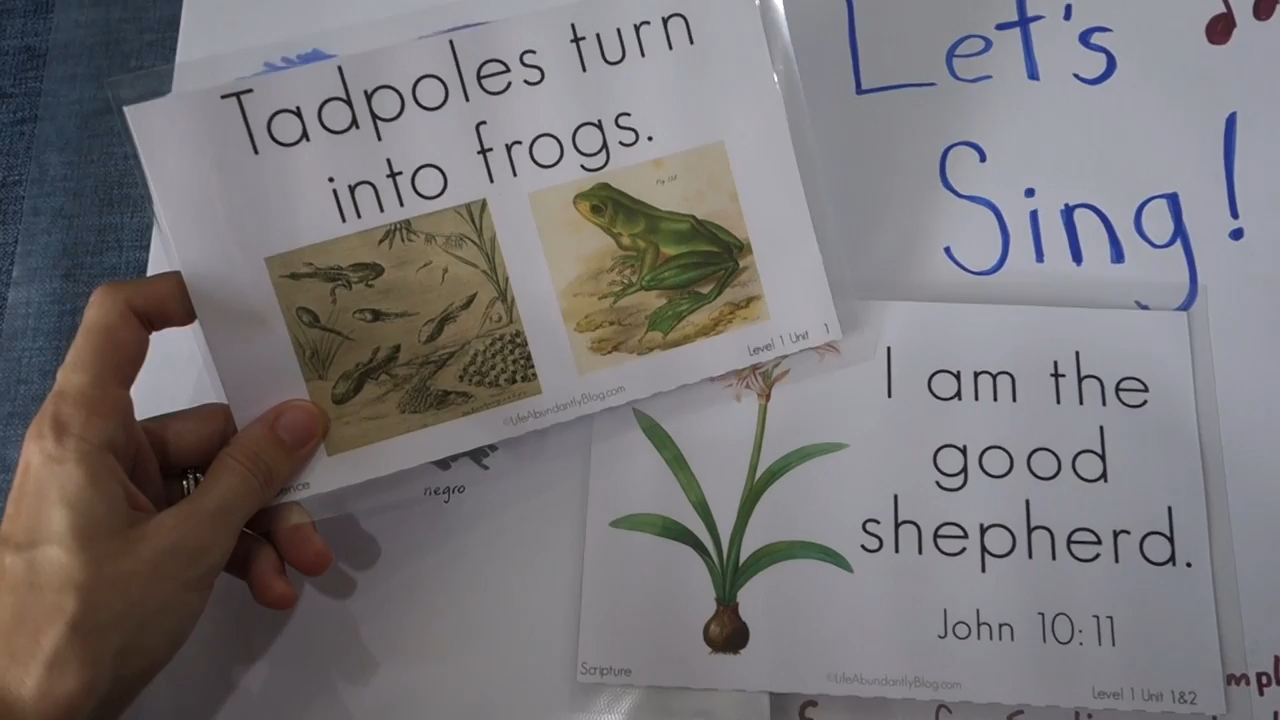 Tadpoles turn
into frogs.
Fig. 158
Level 1 Unit 1
©LifeAbundantlyBlog.com
negro
Let's
Sing!
I am the
good
shepherd.
John 10:11
Scripture
©LifeAbundantlyBlog.com
Level 1 Unit 1&2